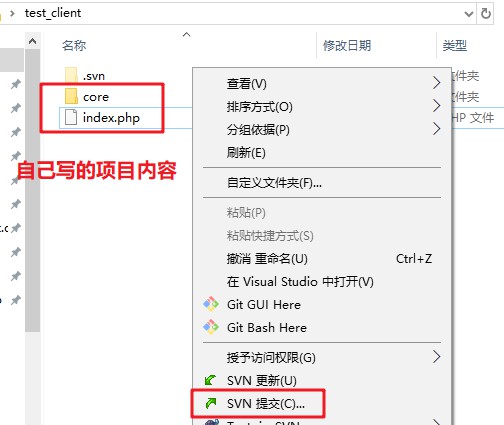 test_client
名称
修改日期
类型
.svn
件夹
core
件夹
index.php
HP 文件
自己写的项目内容
查看(V)
排序方式(O)
分组依据(P)
刷新(E)
自定义文件夹(F)...
粘贴(P)
粘贴快捷方式(S)
撤消 重命名(U) Ctrl+Z
在 Visual Studio 中打开(V)
Git GUI Here
Git Bash Here
授予访问权限(G)
SVN 更新(U)
SVN 提交(C)...